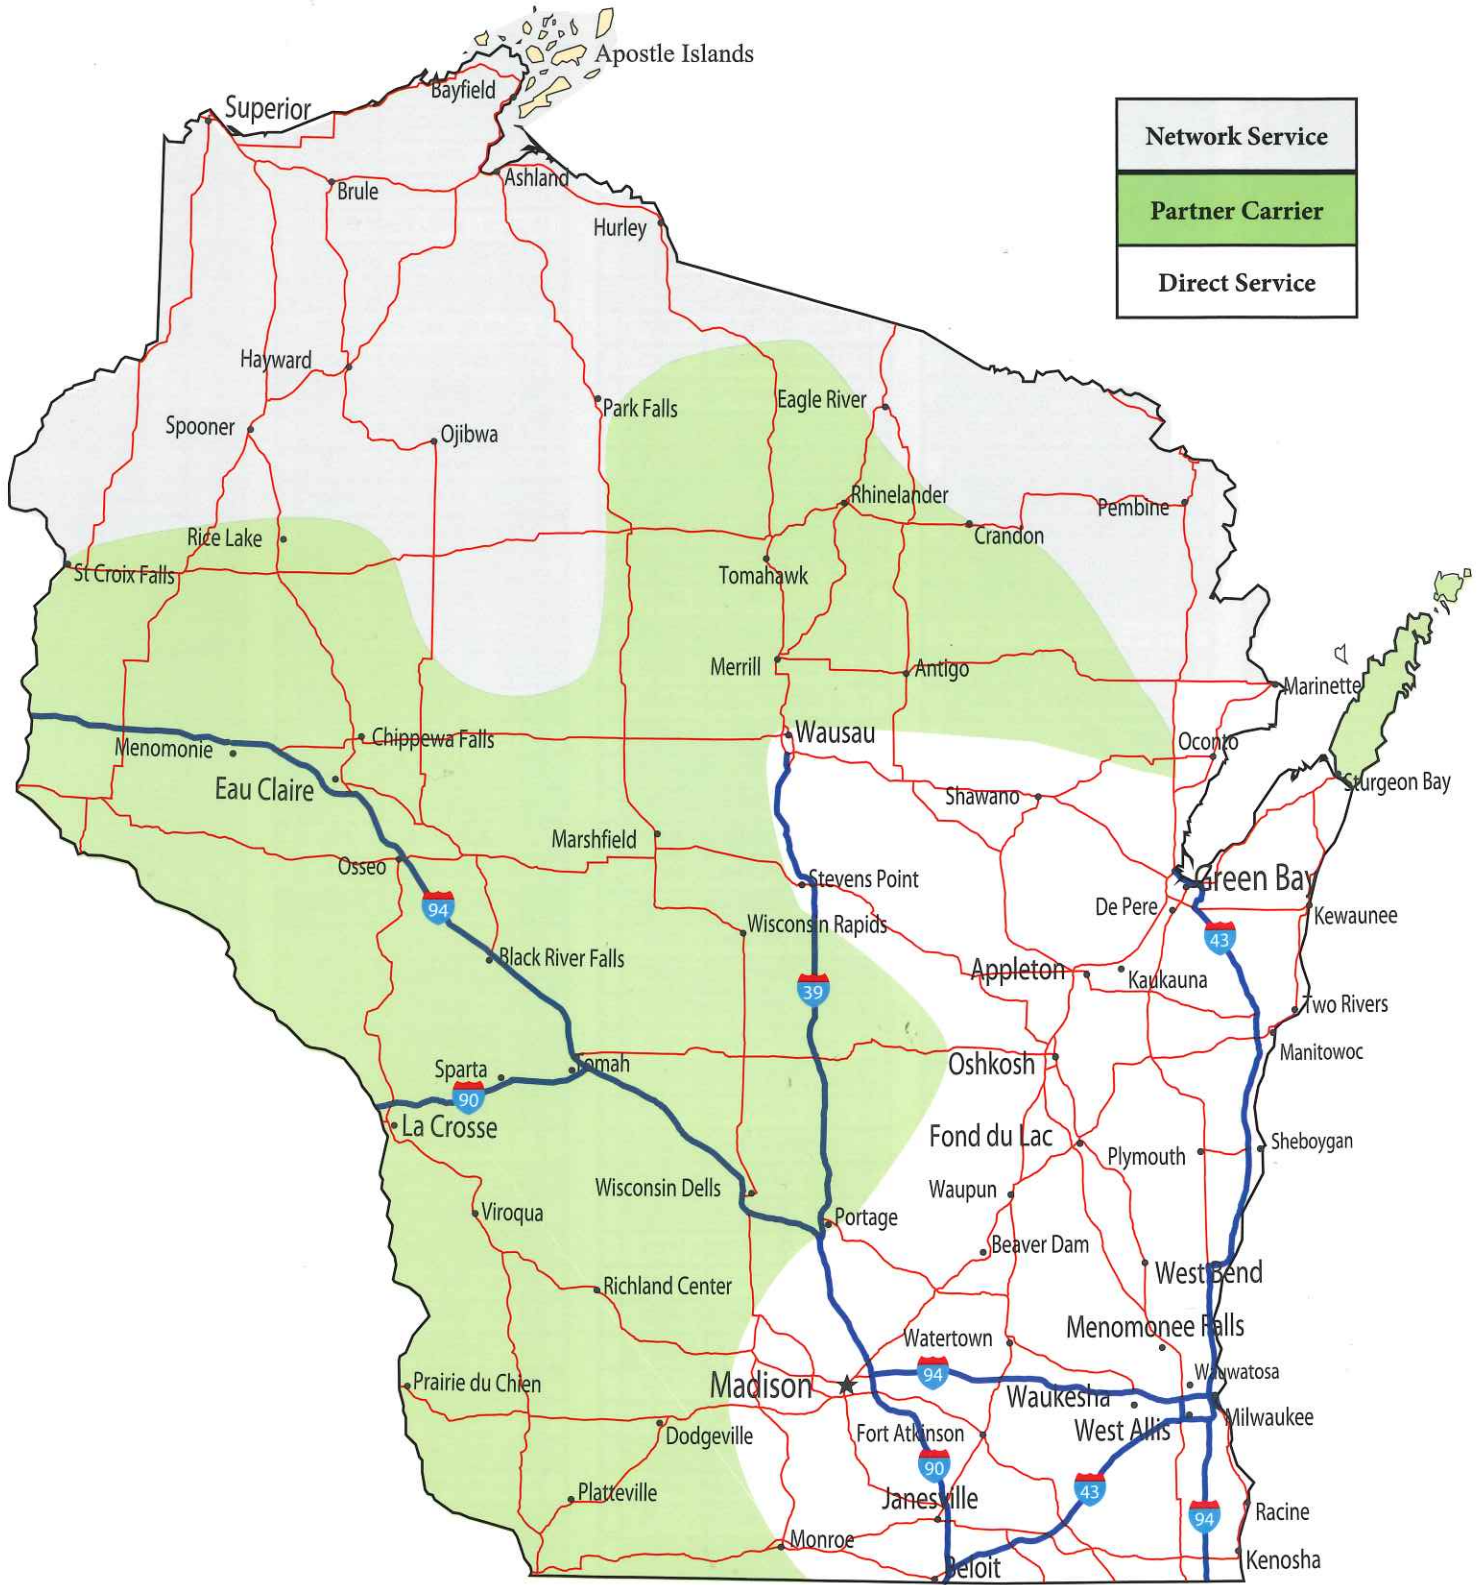 Apostle Islands
Bayfield
Superior
Network Service
Ashland
Brule
Partner Carrier
Hurley
Direct Service
Hayward
Eagle River
Park Falls
Spooner
Ojibwa
Rhinelander
Pembine
Crandon
Rice Lake
St Croix Falls
Tomahawk
Merrill
Antigo
Marinette
Wausau
Chippewa Falls
Oconto
Menomonie
Sturgeon Bay
Eau Claire
Shawano
Marshfield
Osseo
Stevens Point
Green Bay
94
De Pere
Kewaunee
Wisconsin Rapids
43
Black River Falls
Appleton
Kaukauna
39
Two Rivers
Manitowoc
Tomah
Sparta
Oshkosh
90
La Crosse
Fond du Lac
Sheboygan
Plymouth
Wisconsin Dells
Waupun
Viroqua
Portage
Beaver Dam
West Bend
Richland Center
Menomonee Falls
Watertown
94
Wauwatosa
Prairie du Chien
Madison
Waukesha
Milwaukee
West Allis
Dodgeville
Fort Atkinson
90
43
Platteville
Janesville
94
Racine
Monroe
Kenosha
Beloit